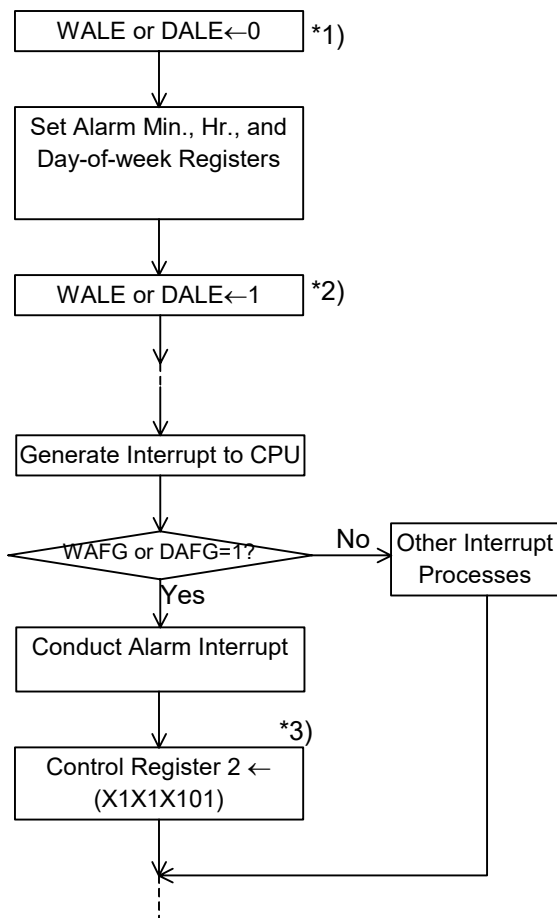 WALE or DALE←0
*1)
Set Alarm Min., Hr., and
Day-of-week Registers
WALE or DALE←1
*2)
Generate Interrupt to CPU
WAFG or DAFG=1?
No
Other Interrupt
Processes
Yes
Conduct Alarm Interrupt
*3)
Control Register 2 ←
(X1X1X101)